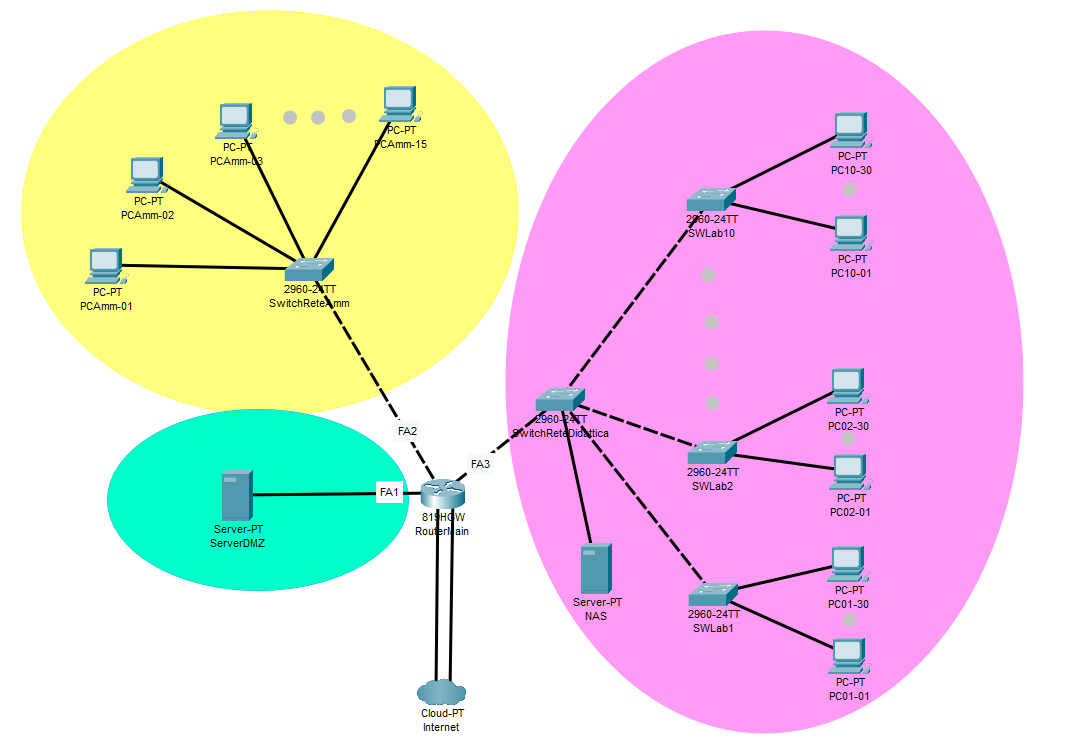 PC-PT
PCAmm-15
PC-PT
PCAmm-03
PC-PT
PCAmm-02
PC-PT
PCAmm-01
2960-24TT
SwitchReteAmm
FA2
FA3
FA1
Server-PT
ServerDMZ
819HGW
RouterMain
Cloud-PT
Internet
2960-24TT
SwitchReteDidattica
Server-PT
NAS
2960-24TT
SWLab10
PC-PT
PC10-30
PC-PT
PC10-01
2960-24TT
SWLab2
PC-PT
PC02-30
PC-PT
PC02-01
2960-24TT
SWLab1
PC-PT
PC01-30
PC-PT
PC01-01